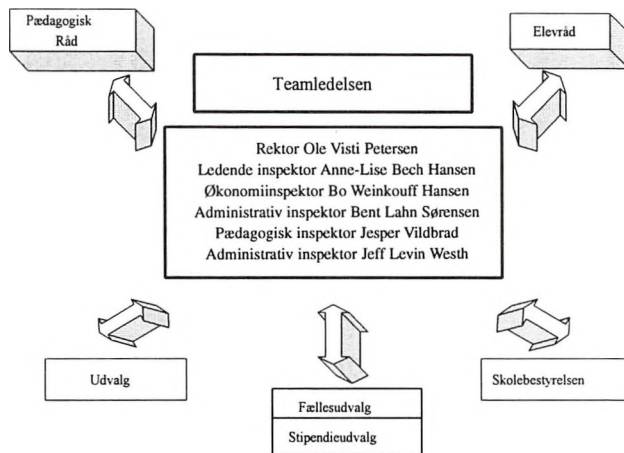 Pædagogisk
Råd
Elevråd
Teamledelsen
Rektor Ole Visti Petersen
Ledende inspektor Anne-Lise Bech Hansen
Økonomiinspektor Bo Weinkouff Hansen
Administrativ inspektor Bent Lahn Sørensen
Pædagogisk inspektor Jesper Vildbrad
Administrativ inspektor Jeff Levin Westh
Udvalg
Fællesudvalg
Stipendieudvalg
Skolebestyrelsen